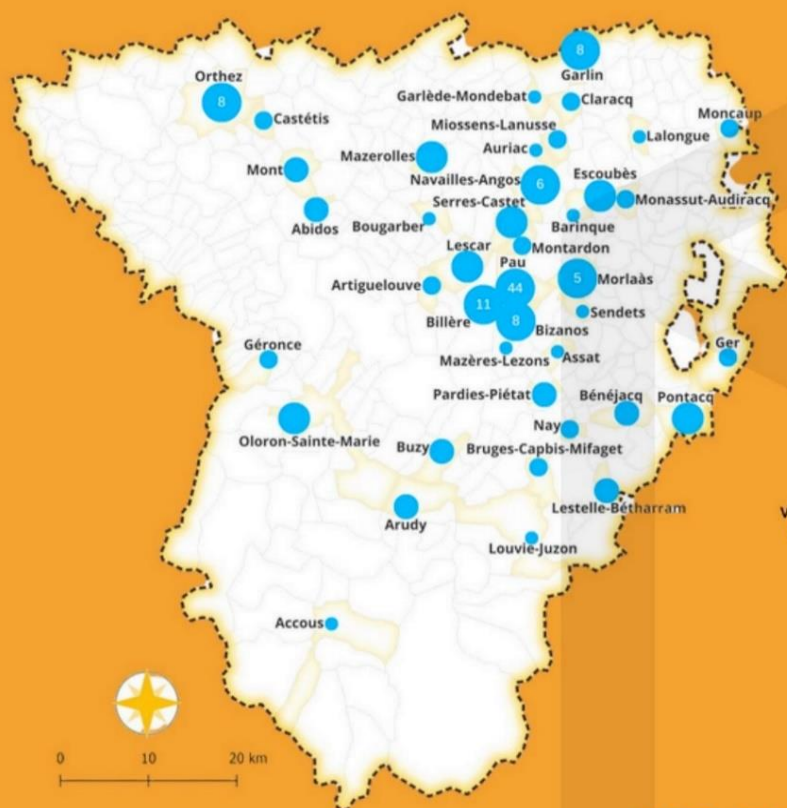 8
Garlin
Orthez
8
Castétis
Garlède-Mondebat
Claracq
Moncaup
Miossens-Lanusse
Lalongue
Auriac
Mazerolles
Mont
Navailles-Angos
6
Escoubès
Monassut-Audiracq
Serres-Castet
Abidos
Bougarber
Barinque
Montardon
Lescar
Pau
44
5
Morlaàs
Artiguelouve
11
Billère
8
Bizanos
Sendets
Géronce
Mazères-Lezons
Assat
Ger
Pardies-Piétat
Bénéjacq
Pontacq
Oloron-Sainte-Marie
Nay
Buzy
Bruges-Capbis-Mifaget
Arudy
Lestelle-Bétharram
Louvie-Juzon
Accous
0 10 20 km